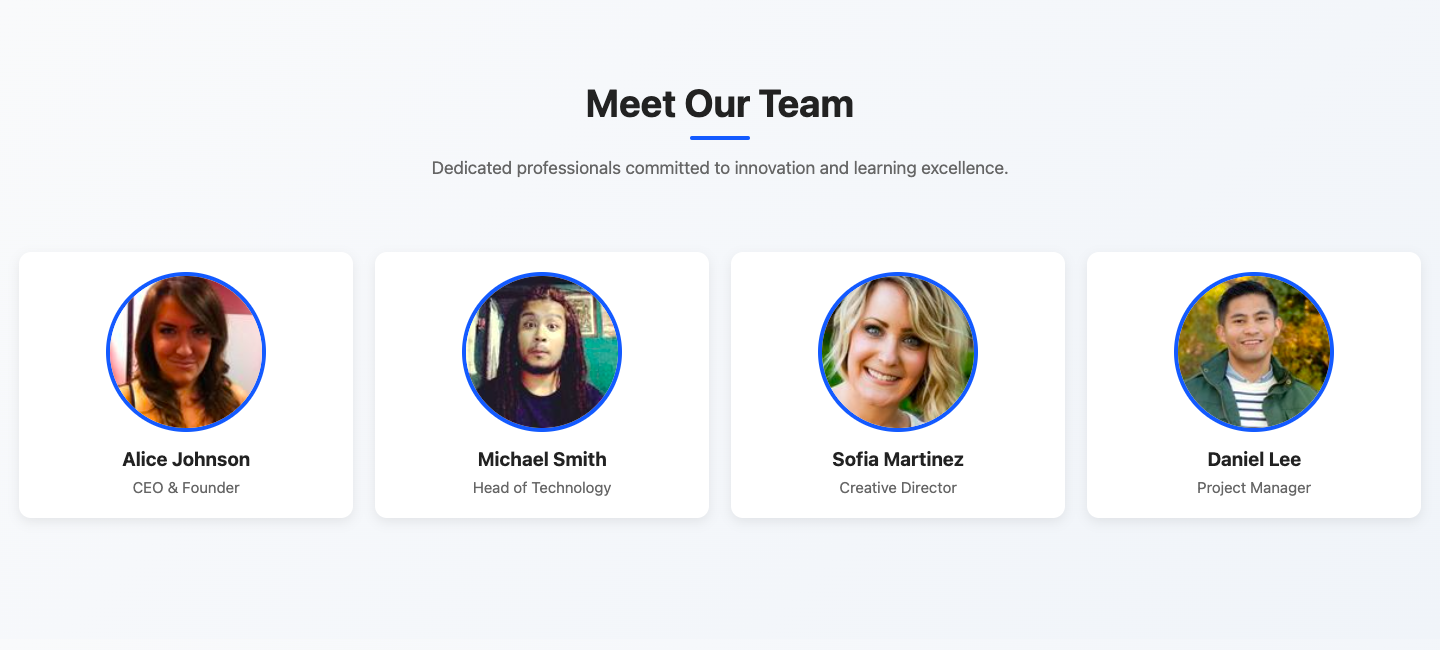 Meet Our Team
Dedicated professionals committed to innovation and learning excellence.
Alice Johnson
CEO & Founder
Michael Smith
Head of Technology
Sofia Martinez
Creative Director
Daniel Lee
Project Manager